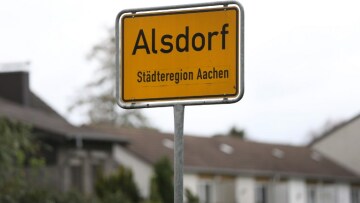 Alsdorf
Städteregion Aachen